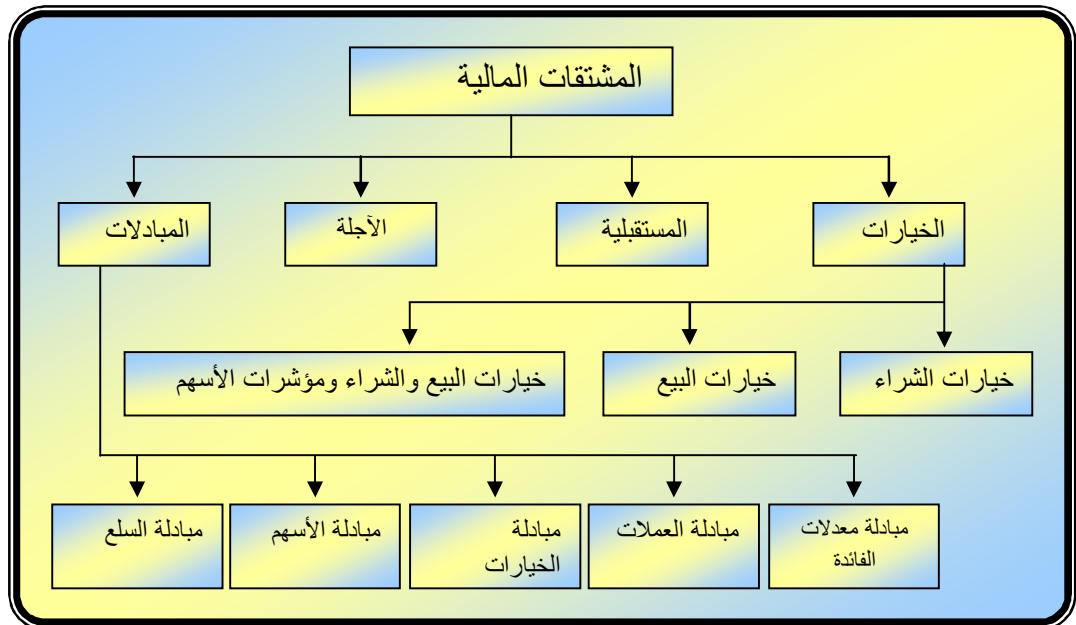 المشتقات المالية
الخيارات
المستقبلية
الآجلة
المبادلات
خيارات الشراء
خيارات البيع
خيارات البيع والشراء ومؤشرات الأسهم
مبادلة معدلات
الفائدة
مبادلة العملات
مبادلة
الخيارات
مبادلة الأسهم
مبادلة السلع